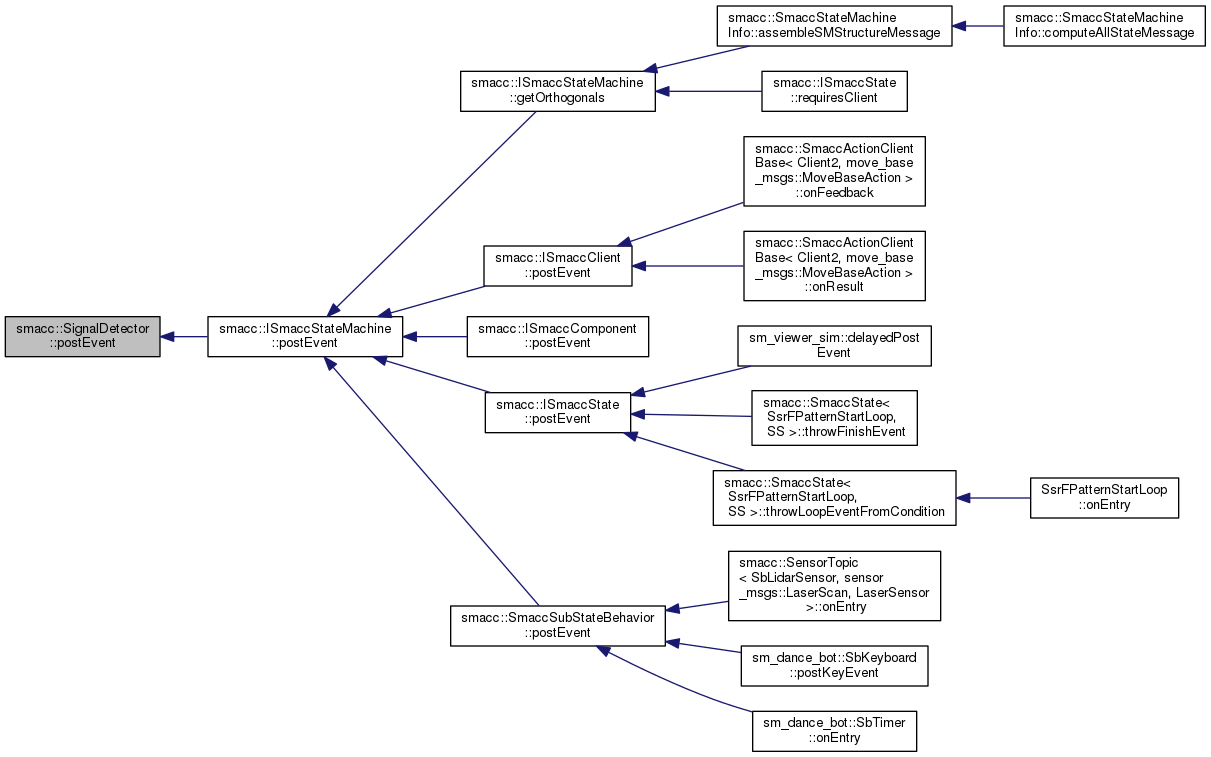 smacc::SmaccStateMachine
Info::assembleSMStructureMessage
smacc::SmaccStateMachine
Info::computeAllStateMessage
smacc::ISmaccStateMachine
::getOrthogonals
smacc::ISmaccState
::requiresClient
smacc::SmaccActionClient
Base< Client2, move_base
_msgs::MoveBaseAction >
::onFeedback
smacc::ISmaccClient
::postEvent
smacc::SmaccActionClient
Base< Client2, move_base
_msgs::MoveBaseAction >
::onResult
smacc::SignalDetector
::postEvent
smacc::ISmaccStateMachine
::postEvent
smacc::ISmaccComponent
::postEvent
sm_viewer_sim::delayedPost
Event
smacc::ISmaccState
::postEvent
smacc::SmaccState<
SsrFPatternStartLoop,
SS >::throwFinishEvent
smacc::SmaccState<
SsrFPatternStartLoop,
SS >::throwLoopEventFromCondition
SsrFPatternStartLoop
::onEntry
smacc::SensorTopic
< SbLidarSensor, sensor
_msgs::LaserScan, LaserSensor
>::onEntry
smacc::SmaccSubStateBehavior
::postEvent
sm_dance_bot::SbKeyboard
::postKeyEvent
sm_dance_bot::SbTimer
::onEntry